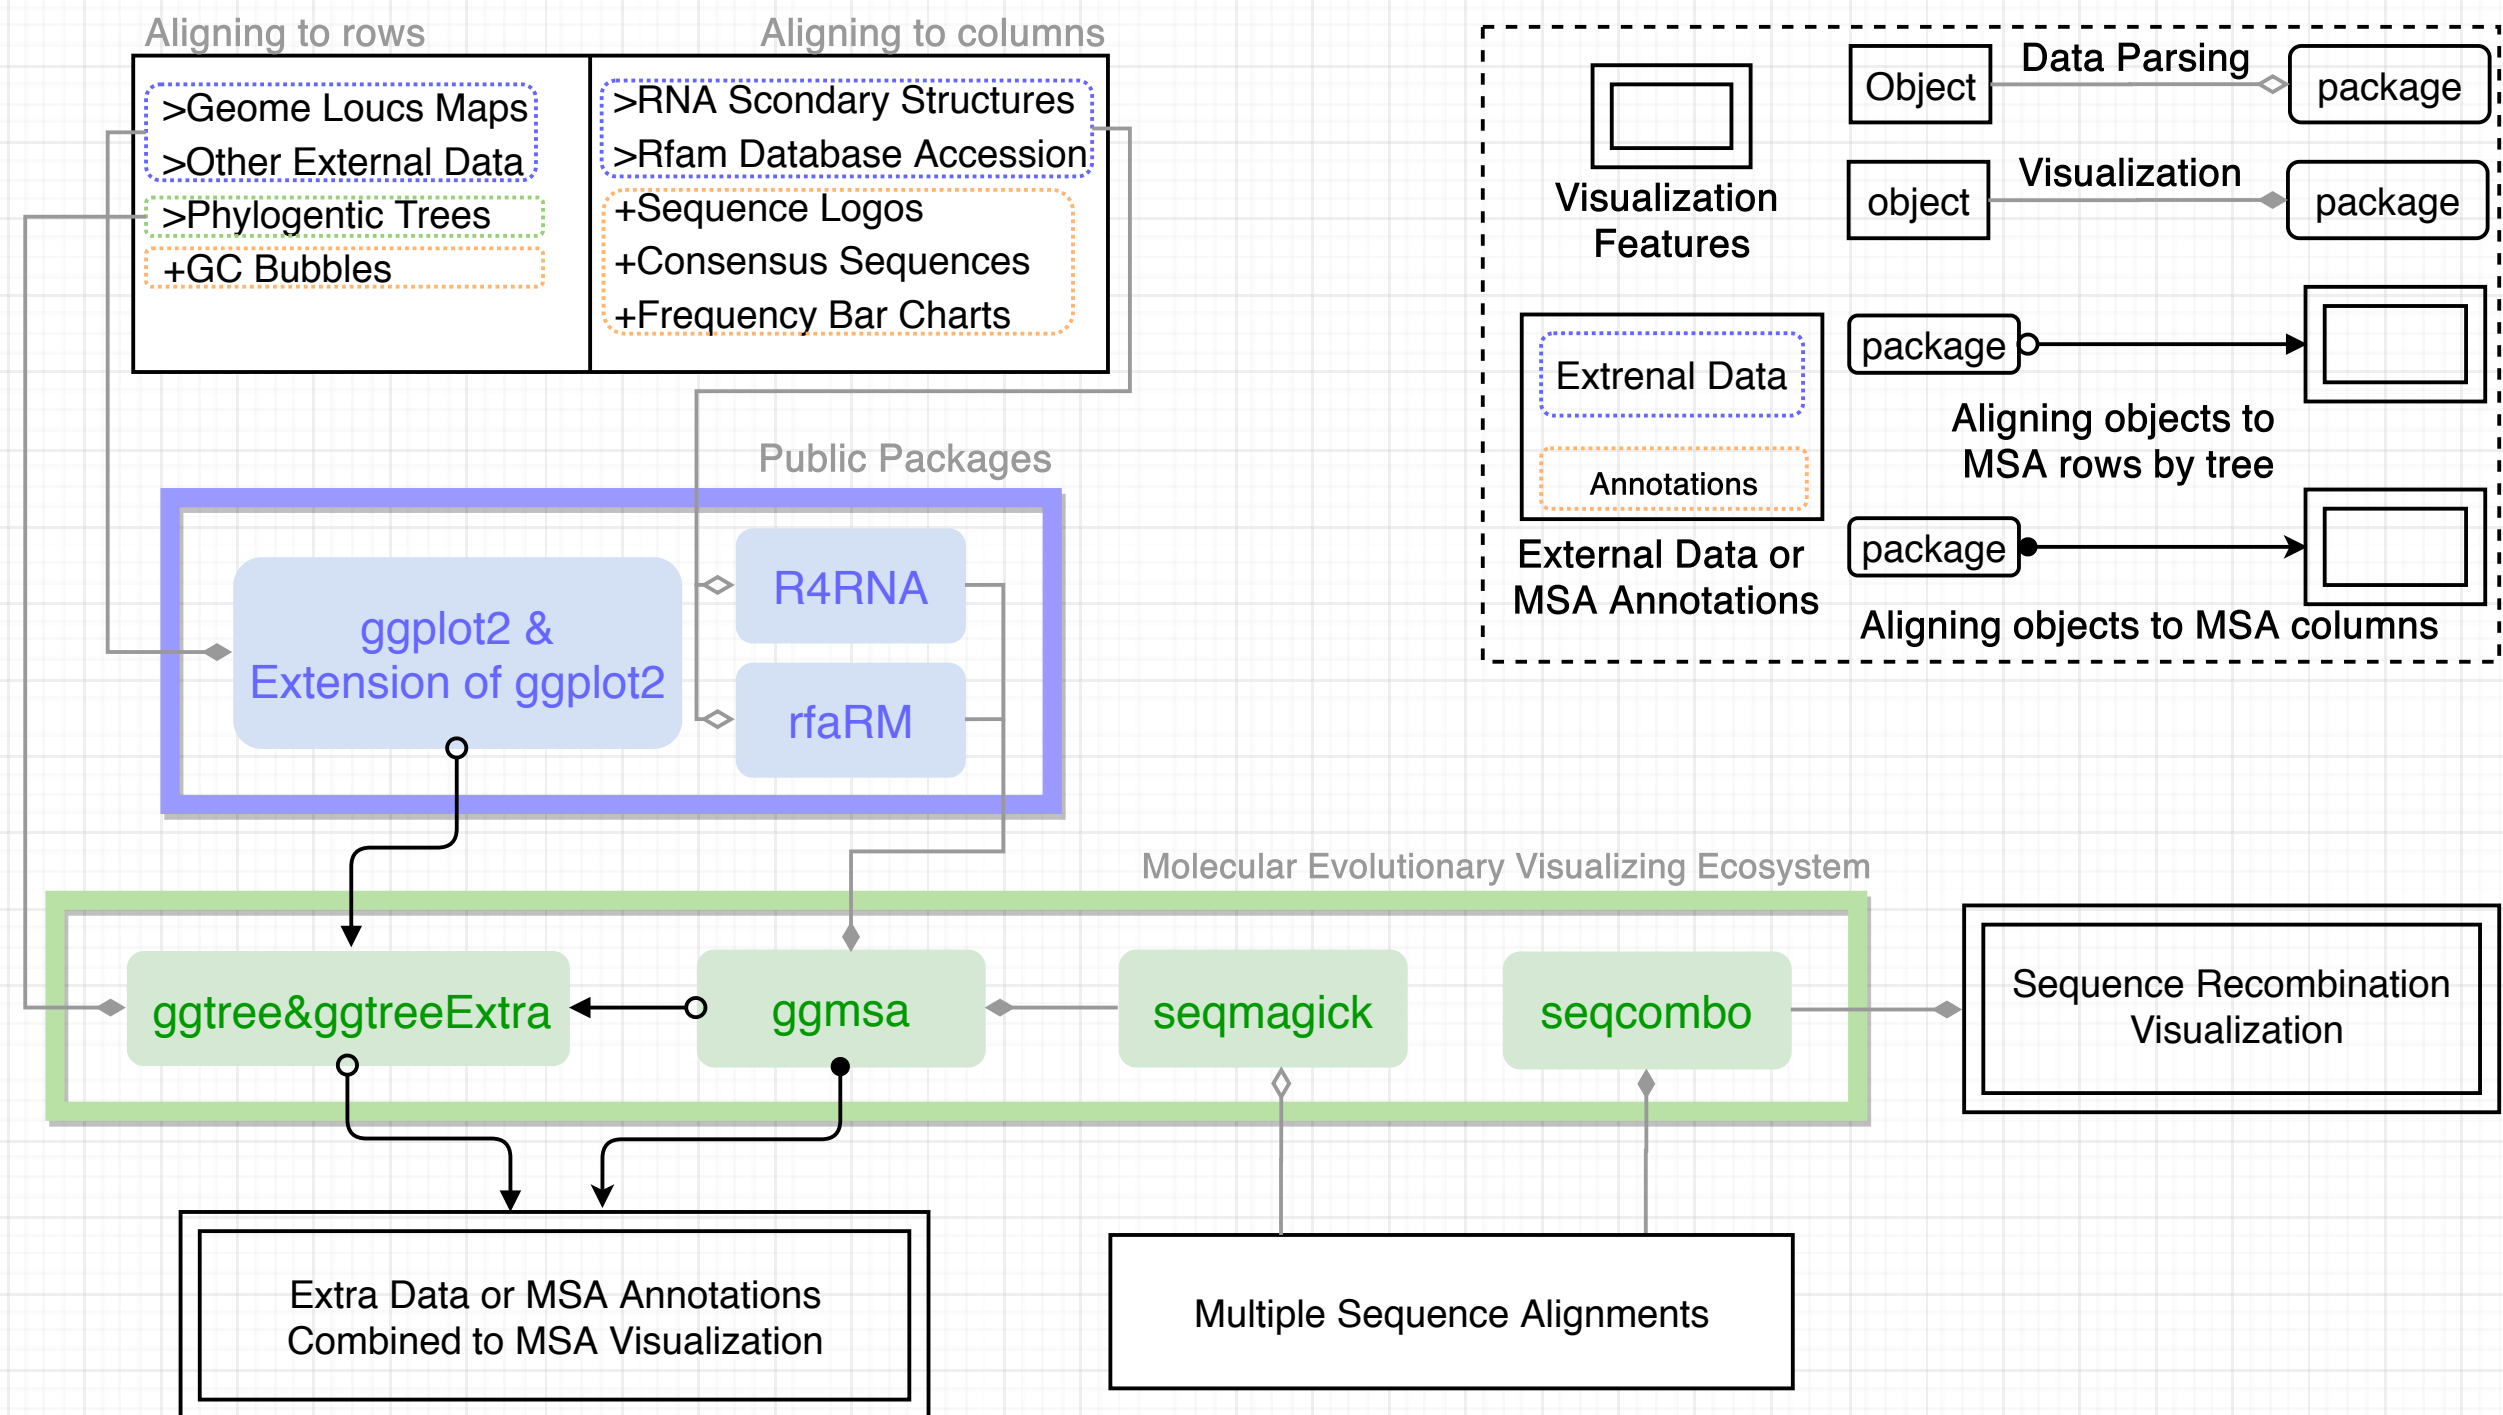 Aligning to rows
Aligning to columns
>Geome Loucs Maps
>Other External Data
>Phylogentic Trees
+GC Bubbles
>RNA Scondary Structures
>Rfam Database Accession
+Sequence Logos
+Consensus Sequences
+Frequency Bar Charts
Visualization
Features
Object
Data Parsing
package
object
Visualization
package
Extrenal Data
Annotations
External Data or
MSA Annotations
package
Aligning objects to
MSA rows by tree
package
Aligning objects to MSA columns
Public Packages
ggplot2 &
Extension of ggplot2
R4RNA
rfaRM
Molecular Evolutionary Visualizing Ecosystem
ggtree&ggtreeExtra
ggmsa
seqmagick
seqcombo
Sequence Recombination
Visualization
Extra Data or MSA Annotations
Combined to MSA Visualization
Multiple Sequence Alignments